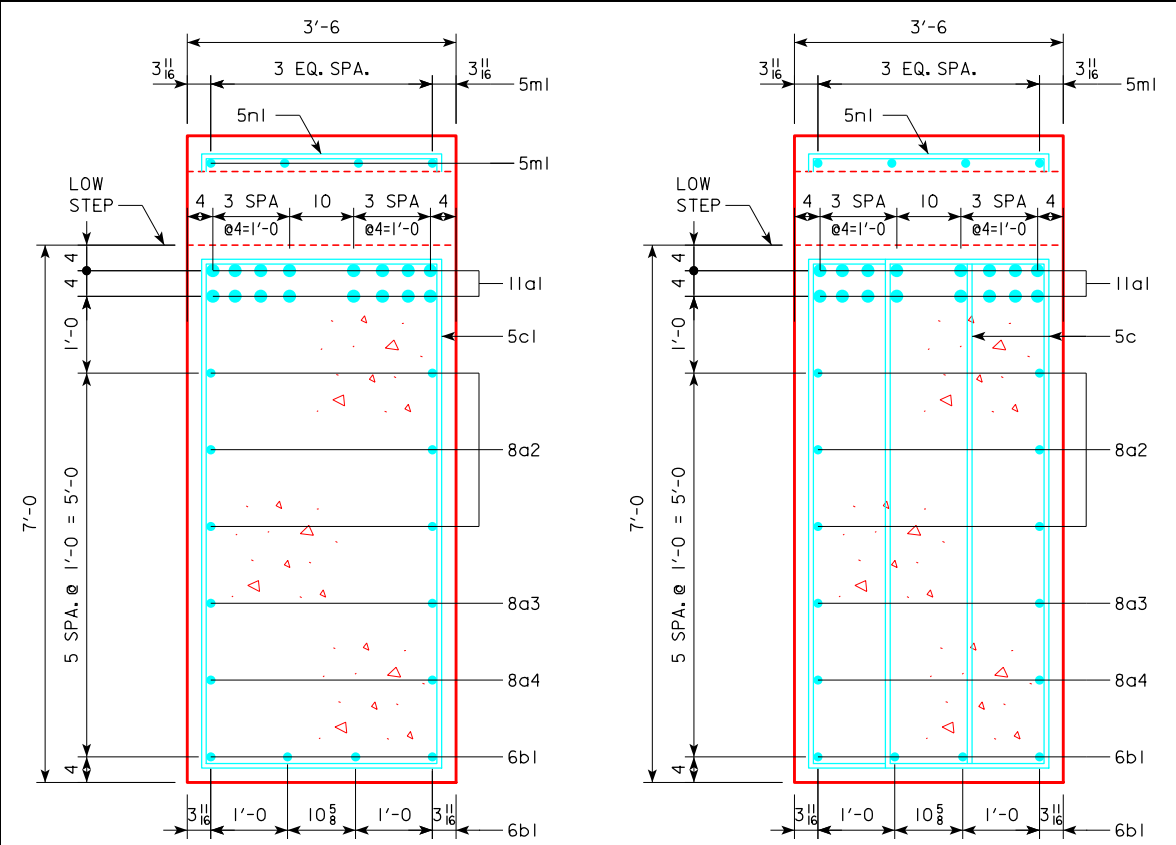 3'-6
3 11/16
3 EQ. SPA.
3 11/16
5m1
5n1
5m1
LOW
STEP
4
3 SPA
10
3 SPA
4
@4=1'-0
@4=1'-0
4
4
11a1
1'-0
5c1
8a2
7'-0
5 SPA. @ 1'-0 = 5'-0
8a3
8a4
6b1
4
3 11/16
1'-0
10 5/8
1'-0
3 11/16
6b1
3'-6
3 11/16
3 EQ. SPA.
3 11/16
5m1
5n1
LOW
STEP
4
3 SPA
10
3 SPA
4
@4=1'-0
@4=1'-0
4
4
11a1
1'-0
5c
8a2
7'-0
5 SPA. @ 1'-0 = 5'-0
8a3
8a4
6b1
4
3 11/16
1'-0
10 5/8
1'-0
3 11/16
6b1